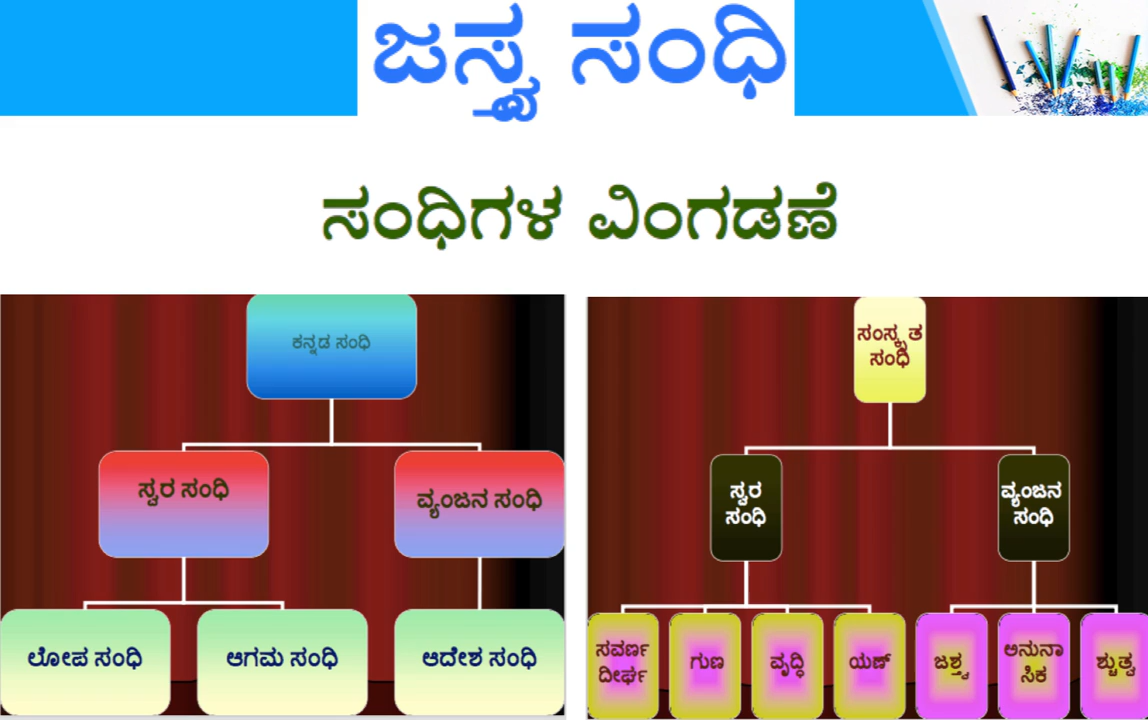 ಜಸ್ತ್ವ ಸಂಧಿ
ಸಂಧಿಗಳ ವಿಂಗಡಣೆ
ಕನ್ನಡ ಸಂಧಿ
ಸ್ವರ ಸಂಧಿ
ವ್ಯಂಜನ ಸಂಧಿ
ಲೋಪ ಸಂಧಿ
ಆಗಮ ಸಂಧಿ
ಆದೇಶ ಸಂಧಿ
ಸಂಸ್ಕೃತ
ಸಂಧಿ
ಸ್ವರ
ಸಂಧಿ
ವ್ಯಂಜನ
ಸಂಧಿ
ಸವರ್ಣ
ದೀರ್ಘ
ಗುಣ
ವೃದ್ಧಿ
ಯಣ್
ಜಶ್ತ್ವ
ಅನುನಾ
ಸಿಕ
ಶ್ಚುತ್ವ